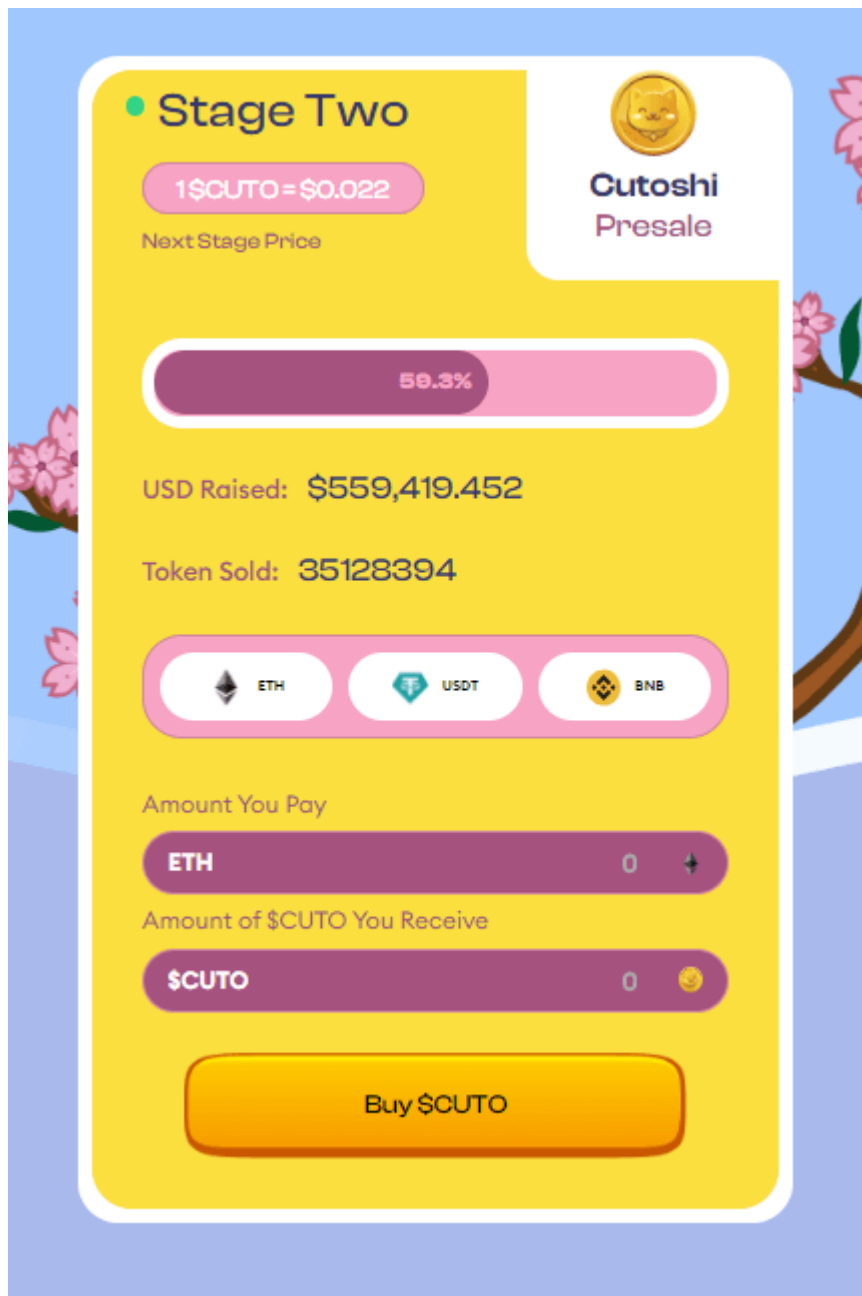 Stage Two
1 $CUTO = $0.022
Next Stage Price
Cutoshi
Presale
59.3%
USD Raised: $559,419.452
Token Sold: 35128394
ETH
USDT
BNB
Amount You Pay
ETH 0
Amount of $CUTO You Receive
$CUTO 0
Buy $CUTO